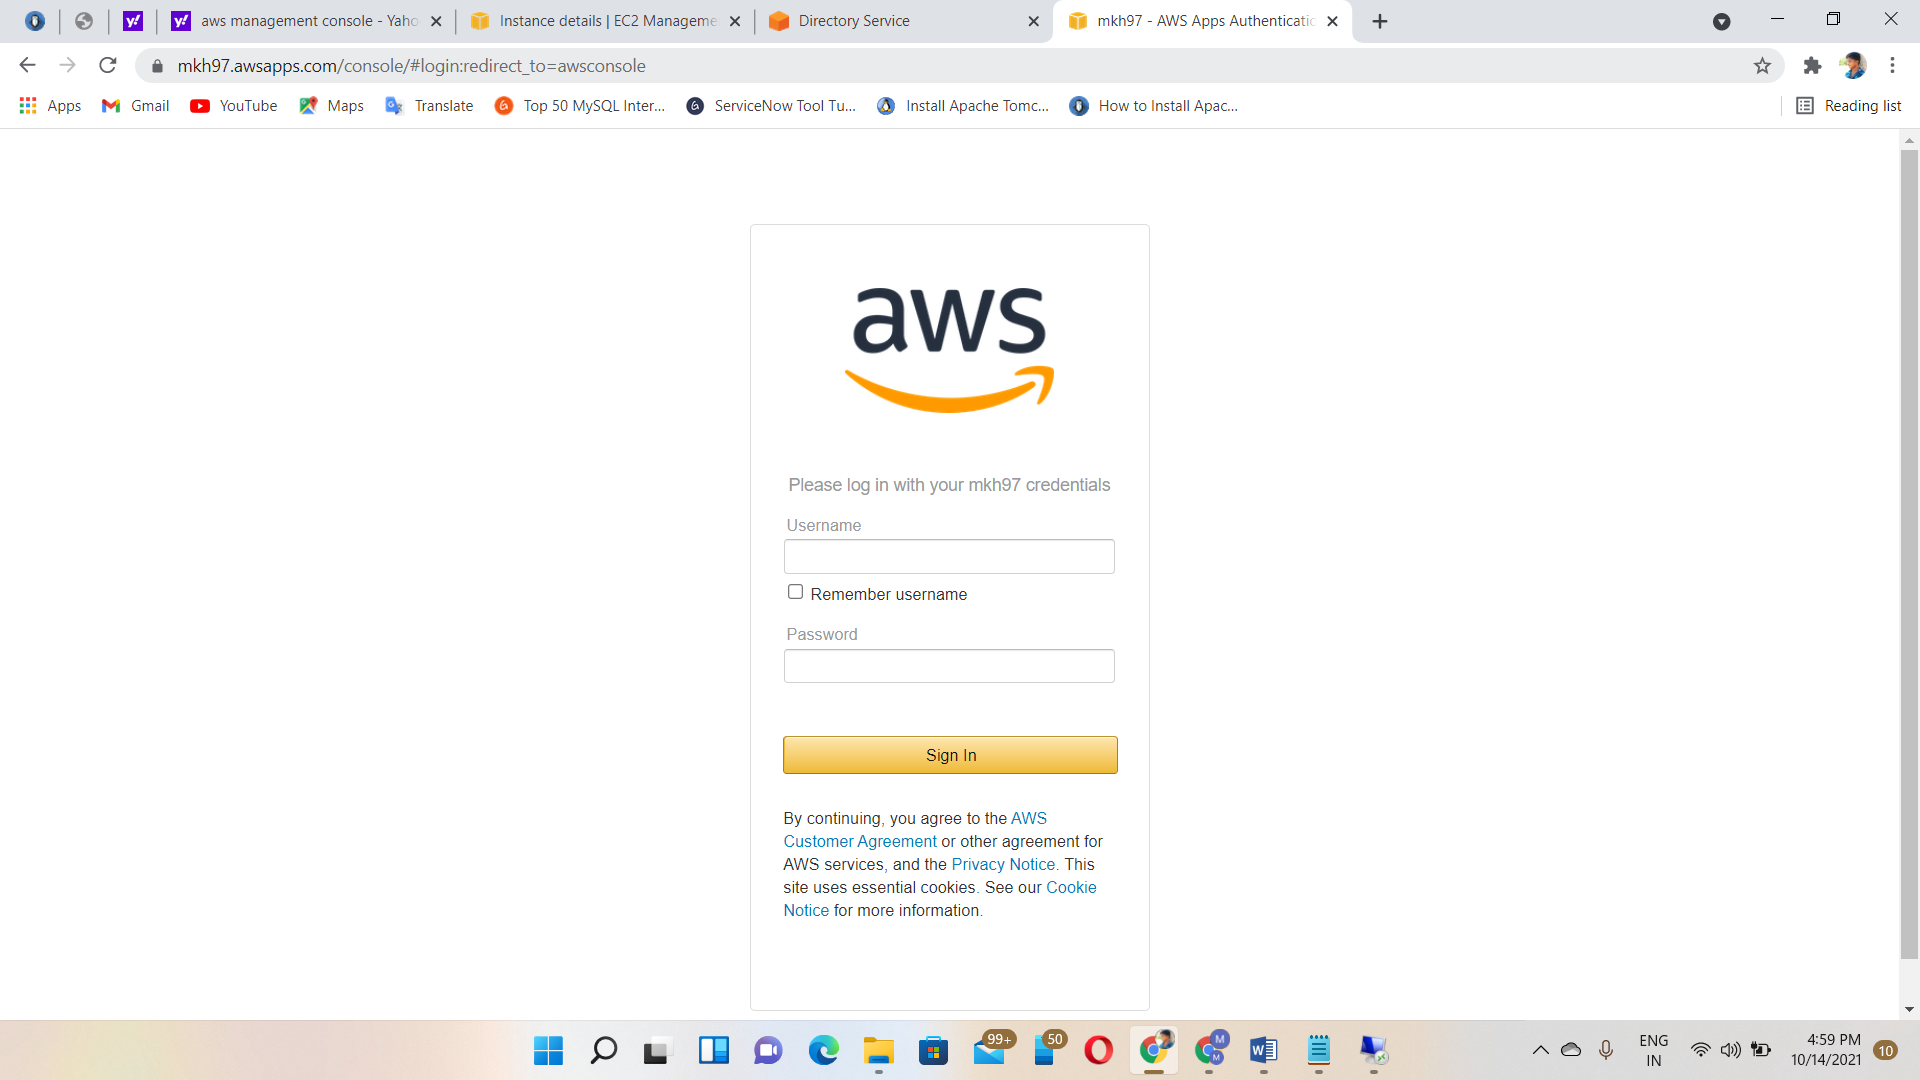 aws management console - Yaho
Instance details | EC2 Manageme
Directory Service
mkh97 - AWS Apps Authenticatio
mkh97.awsapps.com/console/#login:redirect_to=awsconsole
Apps
Gmail
YouTube
Maps
Translate
Top 50 MySQL Inter...
ServiceNow Tool Tu...
Install Apache Tomc...
How to Install Apac...
Reading list
aws
Please log in with your mkh97 credentials
Username
Remember username
Password
Sign In
By continuing, you agree to the AWS
Customer Agreement or other agreement for
AWS services, and the Privacy Notice. This
site uses essential cookies. See our Cookie
Notice for more information.
99+
50
M
M
ENG
IN
4:59 PM
10/14/2021
10